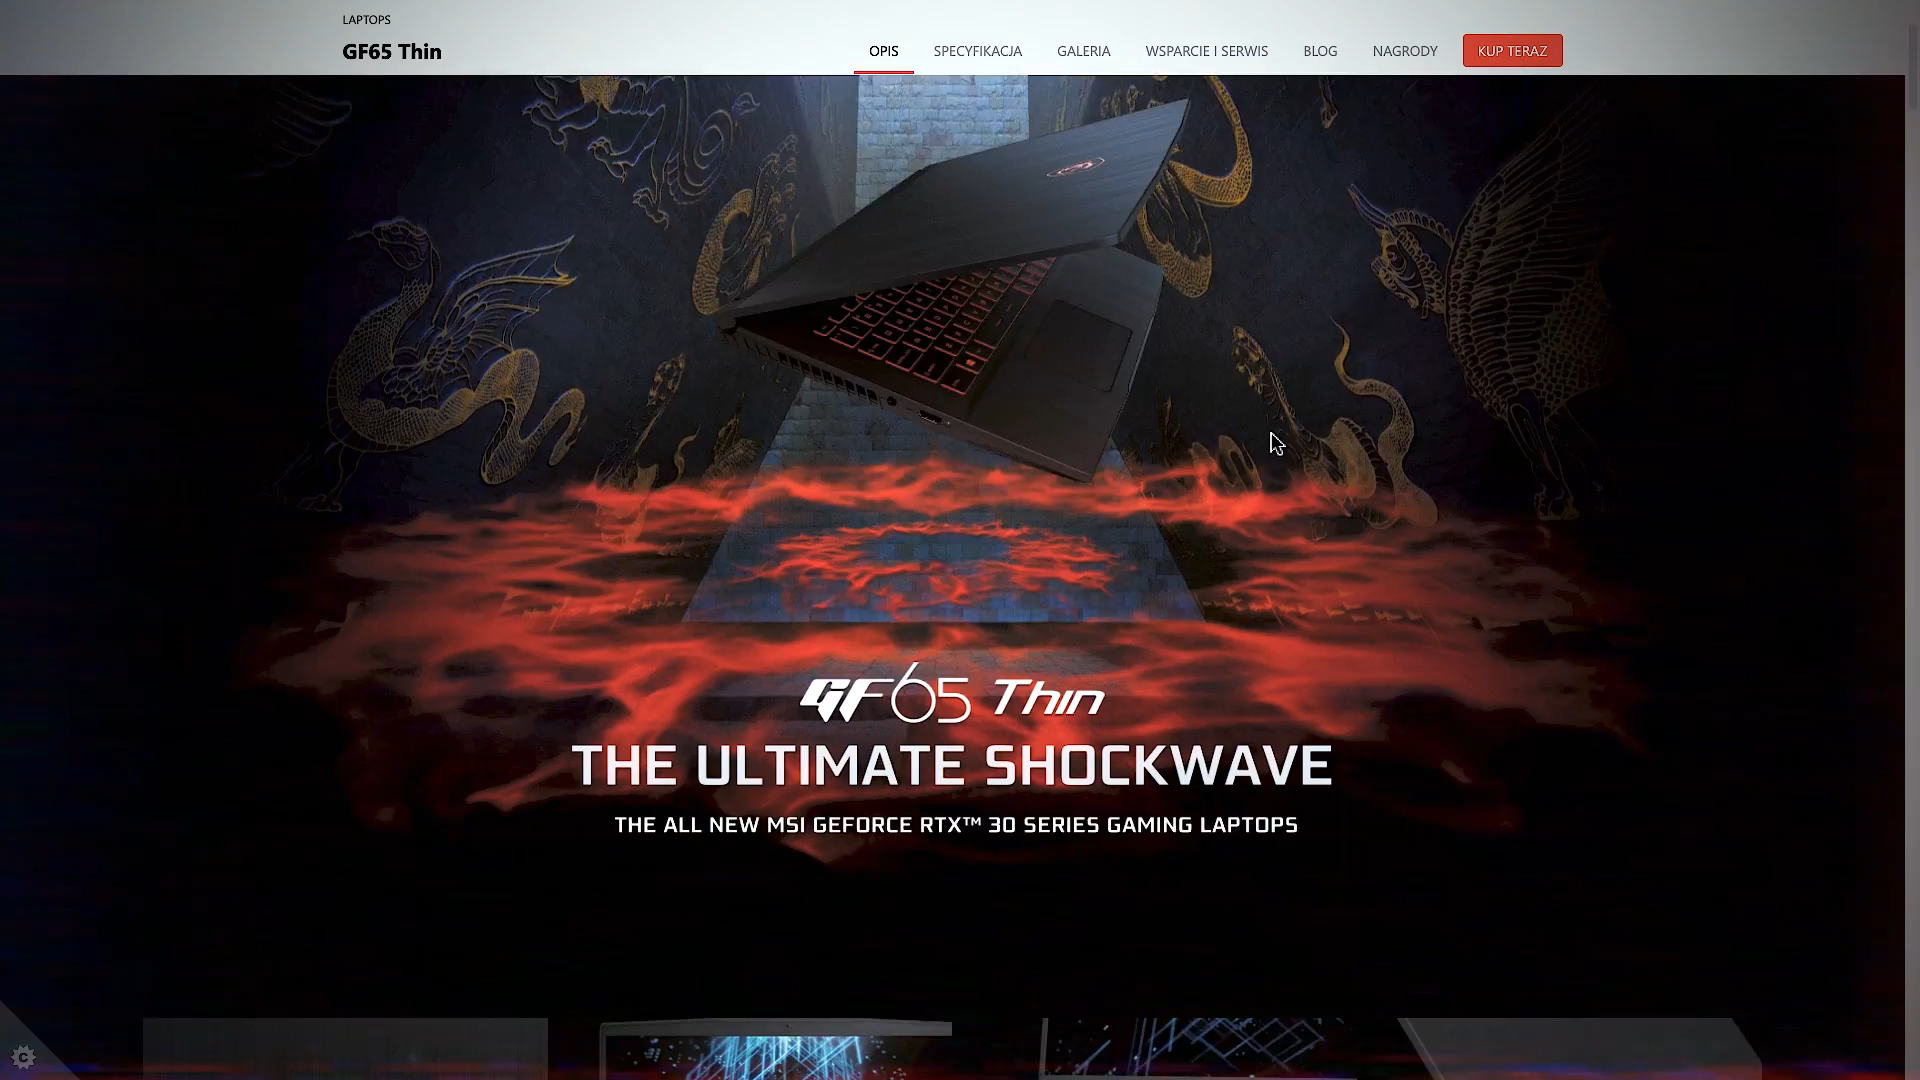 LAPTOPS
GF65 Thin
OPIS SPECYFIKACJA GALERIA WSPARCIE I SERWIS BLOG NAGRODY KUP TERAZ
GF65 Thin
THE ULTIMATE SHOCKWAVE
THE ALL NEW MSI GEFORCE RTX™ 30 SERIES GAMING LAPTOPS